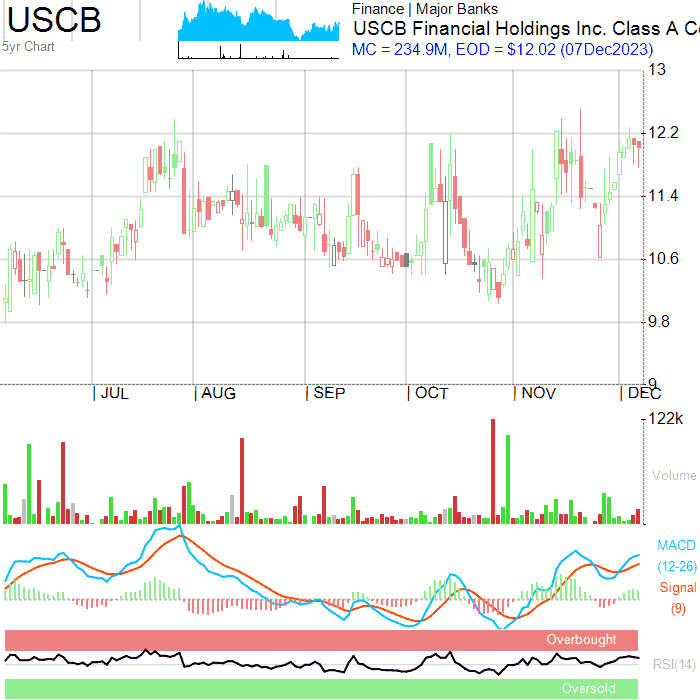 USCB
5yr Chart
Finance | Major Banks
USCB Financial Holdings Inc. Class A C
MC = 234.9M, EOD = $12.02 (07Dec2023)
13
12.2
11.4
10.6
9.8
9
JUL AUG SEP OCT NOV DEC
122k
Volume
MACD
(12-26)
Signal
(9)
Overbought
RSI(14)
Oversold